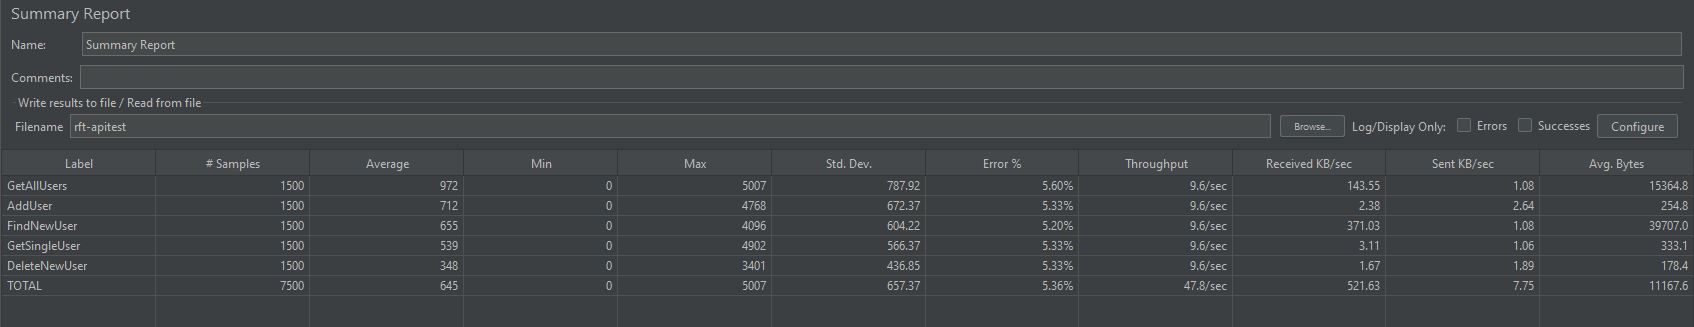 Summary Report
Name: Summary Report
Comments:
Write results to file / Read from file
Filename rft-apitest Browse... Log/Display Only: Errors Successes Configure
Label # Samples Average Min Max Std. Dev. Error % Throughput Received KB/sec Sent KB/sec Avg. Bytes
GetAllUsers 1500 972 0 5007 787.92 5.60% 9.6/sec 143.55 1.08 15364.8
AddUser 1500 712 0 4768 672.37 5.33% 9.6/sec 2.38 2.64 254.8
FindNewUser 1500 655 0 4096 604.22 5.20% 9.6/sec 371.03 1.08 39707.0
GetSingleUser 1500 539 0 4902 566.37 5.33% 9.6/sec 3.11 1.06 333.1
DeleteNewUser 1500 348 0 3401 436.85 5.33% 9.6/sec 1.67 1.89 178.4
TOTAL 7500 645 0 5007 657.37 5.36% 47.8/sec 521.63 7.75 11167.6